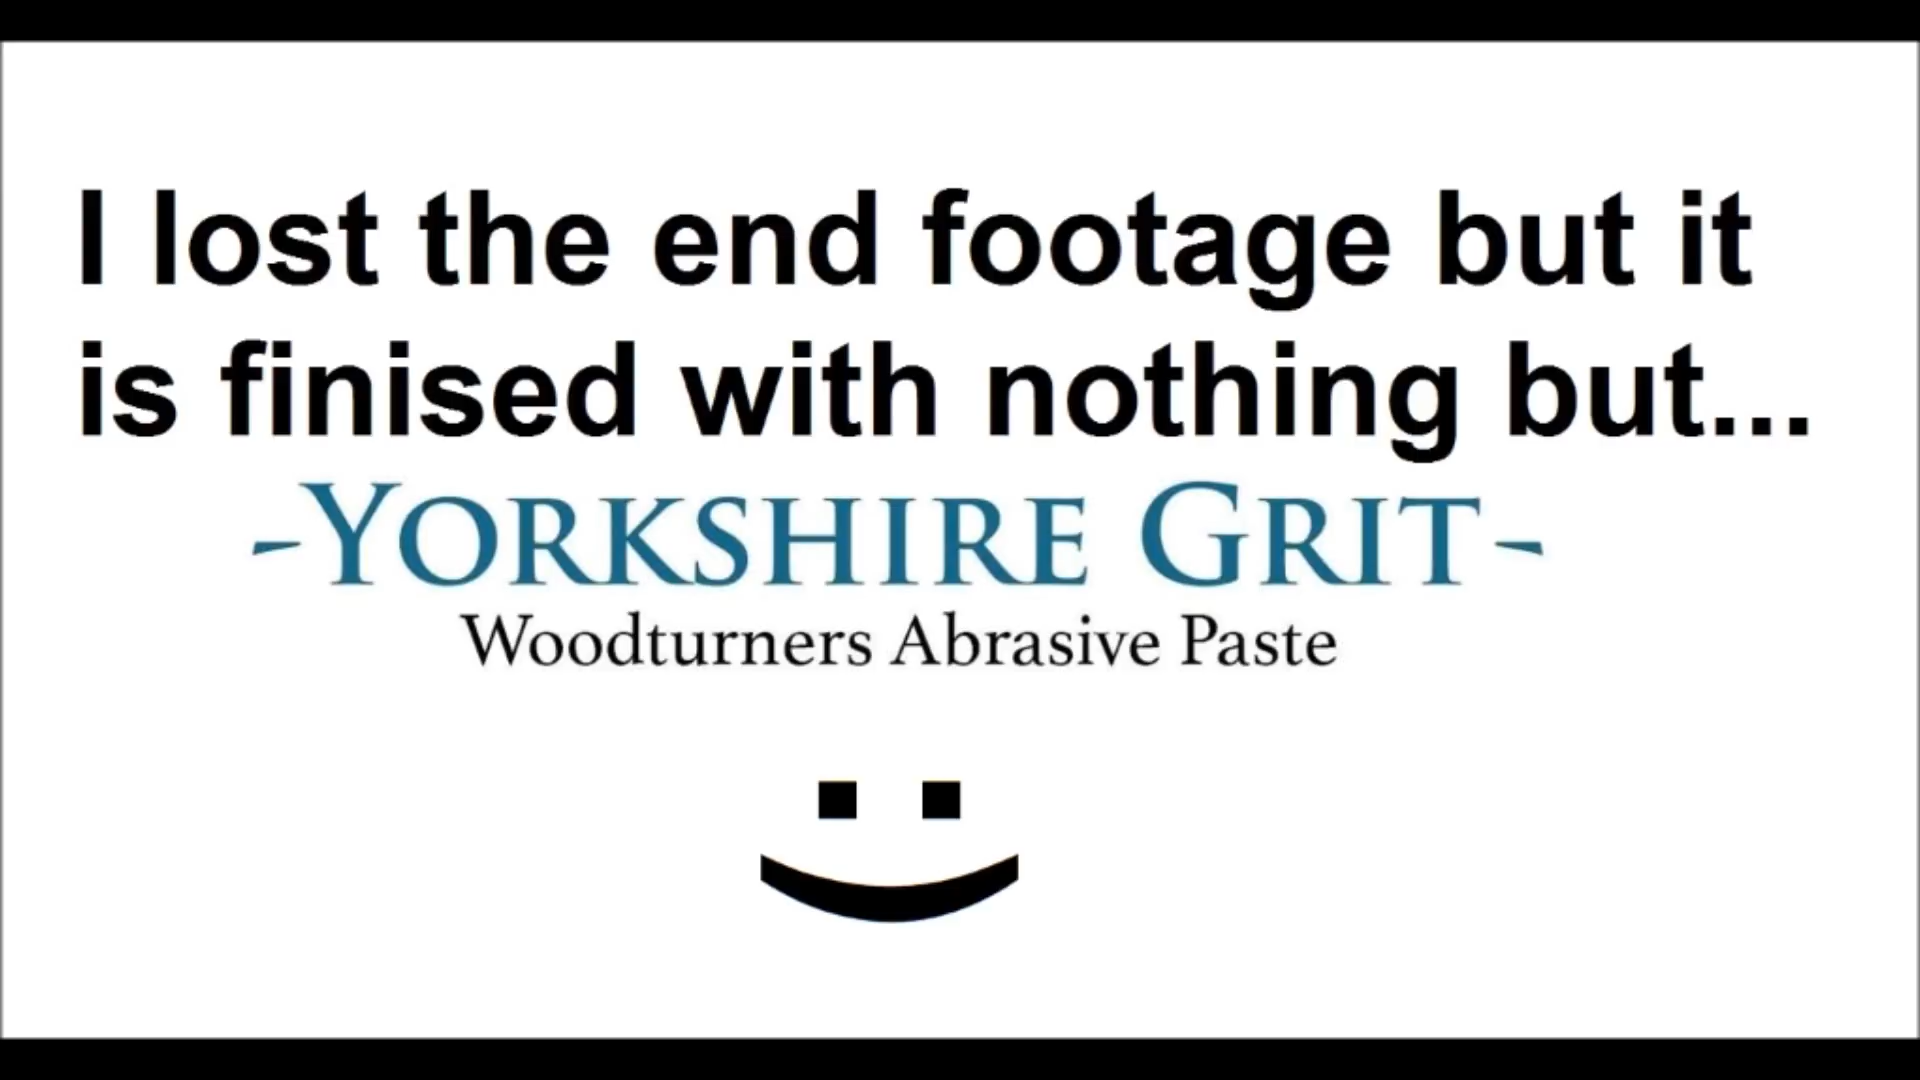 I lost the end footage but it
is finised with nothing but...
-YORKSHIRE GRIT-
Woodturners Abrasive Paste